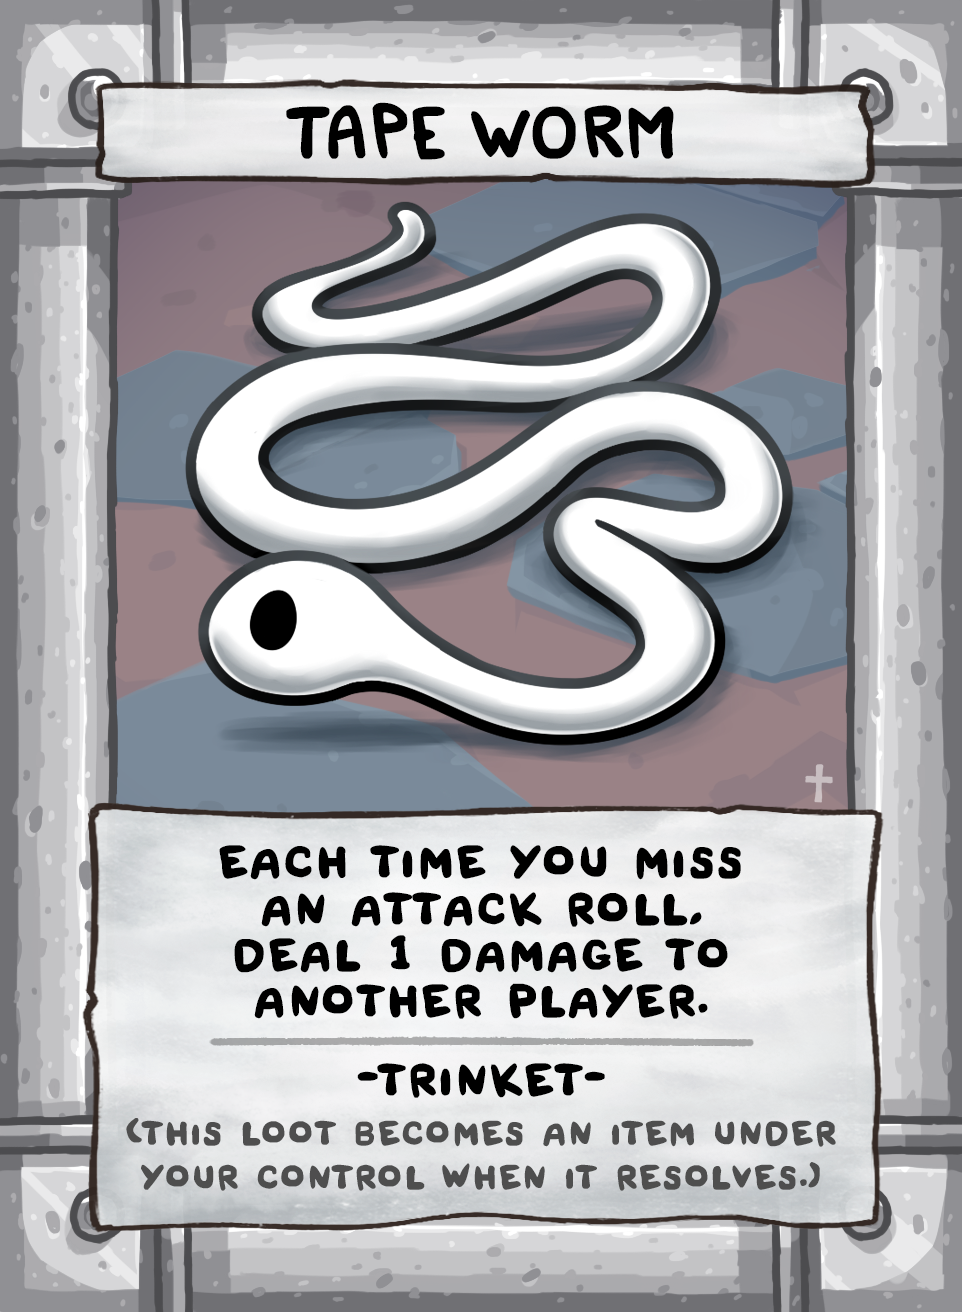 TAPE WORM
EACH TIME YOU MISS
AN ATTACK ROLL,
DEAL 1 DAMAGE TO
ANOTHER PLAYER.
-TRINKET-
(THIS LOOT BECOMES AN ITEM UNDER
YOUR CONTROL WHEN IT RESOLVES.)